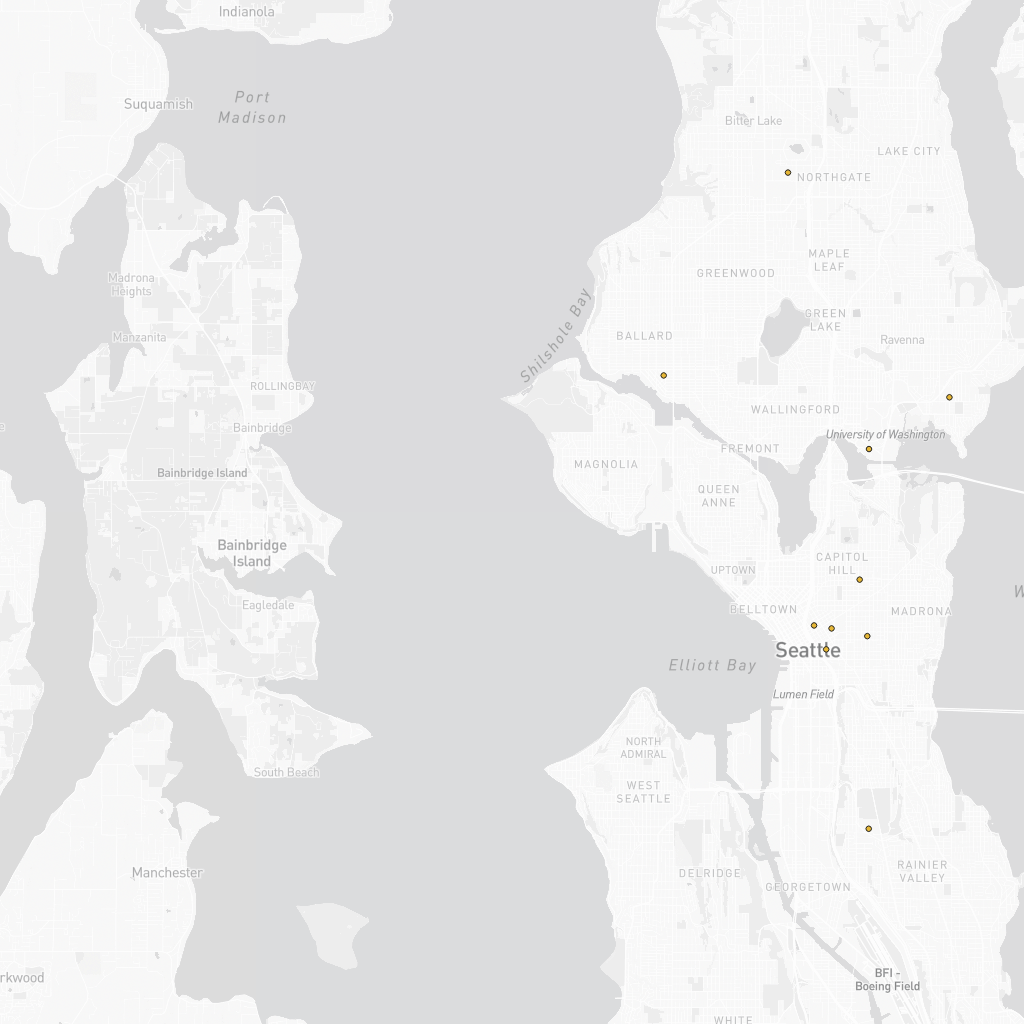 Indianola
Port
Madison
Suquamish
Bitter Lake
LAKE CITY
NORTHGATE
MAPLE
LEAF
GREENWOOD
Madrona
Heights
Shilshole Bay
GREEN
LAKE
BALLARD
Manzanita
Ravenna
ROLLINGBAY
WALLINGFORD
Bainbridge
University of Washington
FREMONT
MAGNOLIA
Bainbridge Island
QUEEN
ANNE
Bainbridge
Island
CAPITOL
HILL
UPTOWN
Eagledale
BELLTOWN
MADRONA
W
Seattle
Elliott Bay
Lumen Field
NORTH
ADMIRAL
South Beach
WEST
SEATTLE
Manchester
DELRIDGE
RAINIER
VALLEY
GEORGETOWN
rkwood
BFI -
Boeing Field
WHITE